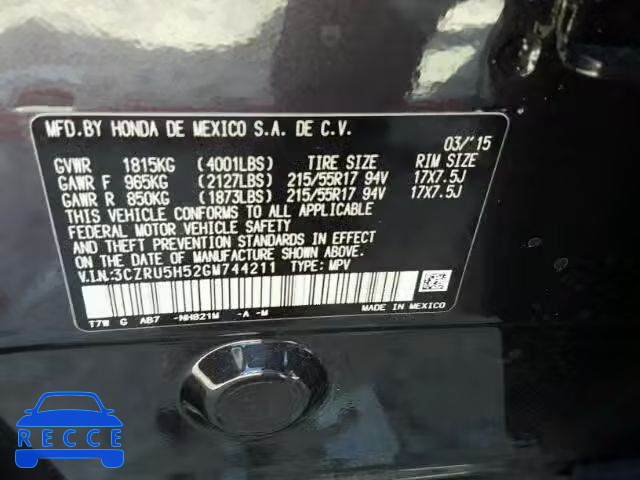 MFD.BY HONDA DE MEXICO S.A. DE C.V.
03/'15
GVWR 1815KG (4001LBS) TIRE SIZE RIM SIZE
GAWR F 965KG (2127LBS) 215/55R17 94V 17X7.5J
GAWR R 850KG (1873LBS) 215/55R17 94V 17X7.5J
THIS VEHICLE CONFORMS TO ALL APPLICABLE
FEDERAL MOTOR VEHICLE SAFETY
AND THEFT PREVENTION STANDARDS IN EFFECT
ON THE DATE OF MANUFACTURE SHOWN ABOVE.
V.I.N.:3CZRU5H52GM744211 TYPE: MPV
T7W G AB7 -NH821M -A -M
MADE IN MEXICO
RECCE